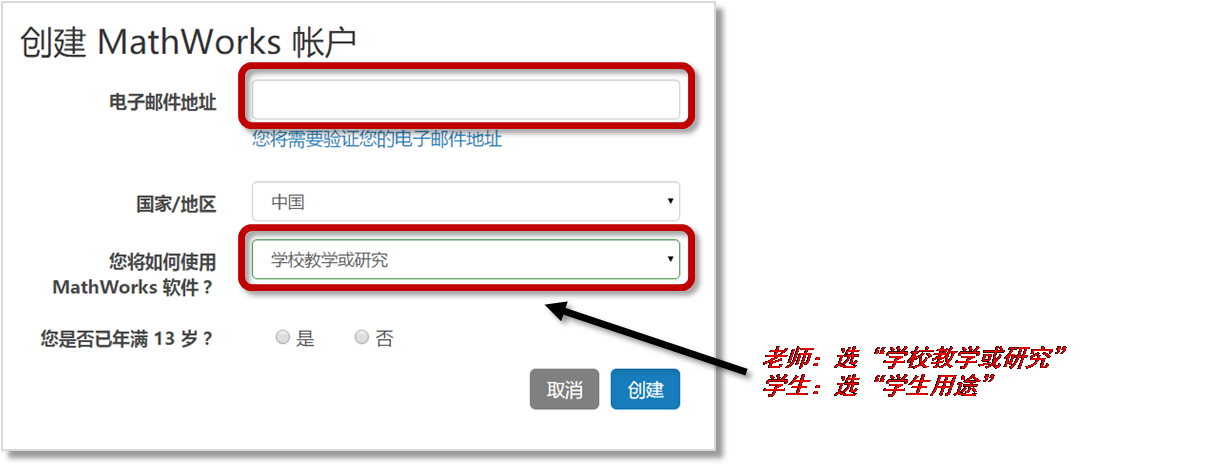 创建 MathWorks 帐户
电子邮件地址
您将需要验证您的电子邮件地址
国家/地区
中国
您将如何使用
MathWorks 软件？
学校教学或研究
您是否已年满 13 岁？
是
否
取消
创建
老师：选“学校教学或研究”
学生：选“学生用途”